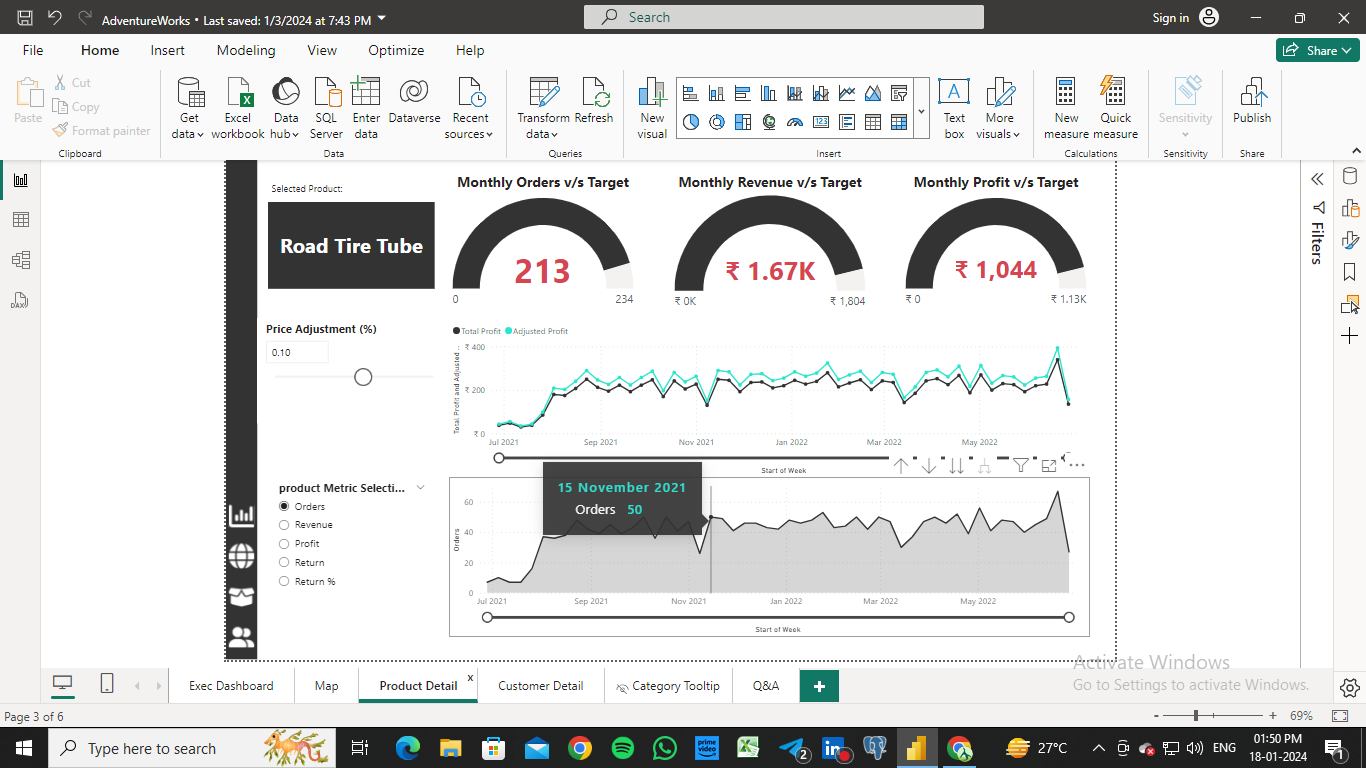 AdventureWorks • Last saved: 1/3/2024 at 7:43 PM
Search
Sign in
File Home Insert Modeling View Optimize Help
Share
Paste
Cut
Copy
Format painter
Clipboard
Get data
Excel workbook
Data hub
SQL Server
Enter data
Dataverse
Recent sources
Data
Transform data
Refresh
Queries
New visual
Text box
More visuals
Insert
New measure
Quick measure
Calculations
Sensitivity
Sensitivity
Publish
Share
Filters
DAX
Selected Product:
Road Tire Tube
Monthly Orders v/s Target
213
0 234
Monthly Revenue v/s Target
₹ 1.67K
₹ 0K ₹ 1,804
Monthly Profit v/s Target
₹ 1,044
₹ 0 ₹ 1.13K
Price Adjustment (%)
0.10
Total Profit Adjusted Profit
Total Profit and Adjusted ...
₹ 400
₹ 200
₹ 0
Jul 2021 Sep 2021 Nov 2021 Jan 2022 Mar 2022 May 2022
Start of Week
product Metric Selecti...
Orders
Revenue
Profit
Return
Return %
15 November 2021
Orders 50
Orders
60
40
20
0
Jul 2021 Sep 2021 Nov 2021 Jan 2022 Mar 2022 May 2022
Start of Week
Activate Windows
Go to Settings to activate Windows.
Exec Dashboard Map Product Detail x Customer Detail Category Tooltip Q&A +
Page 3 of 6
- + 69%
Type here to search
prime video
2
27°C
ENG
01:50 PM
18-01-2024
1